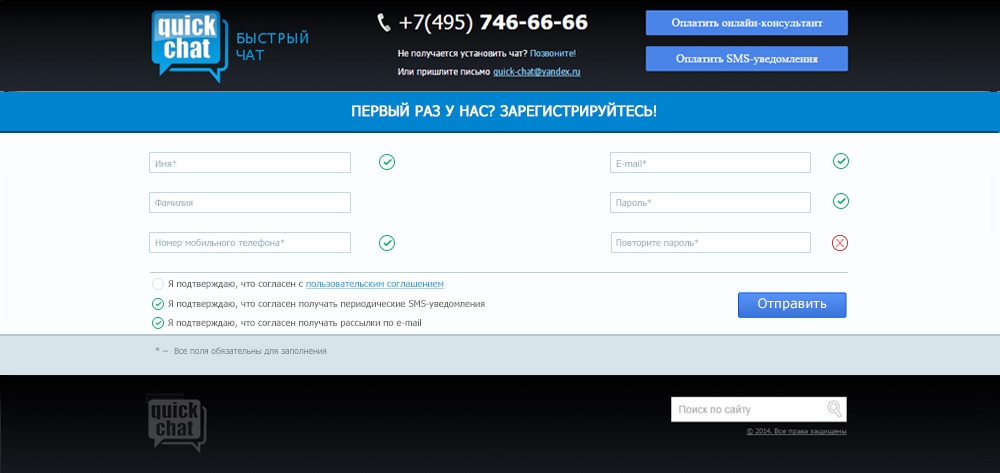 quick
chat
БЫСТРЫЙ
ЧАТ
+7(495) 746-66-66
Не получается установить чат? Позвоните!
Или пришлите письмо quick-chat@yandex.ru
Оплатить онлайн-консультант
Оплатить SMS-уведомления
ПЕРВЫЙ РАЗ У НАС? ЗАРЕГИСТРИРУЙТЕСЬ!
Имя*
E-mail*
Фамилия
Пароль*
Номер мобильного телефона*
Повторите пароль*
Я подтверждаю, что согласен с пользовательским соглашением
Я подтверждаю, что согласен получать периодические SMS-уведомления
Я подтверждаю, что согласен получать рассылки по e-mail
Отправить
* – Все поля обязательны для заполнения
quick
chat
Поиск по сайту
© 2014. Все права защищены